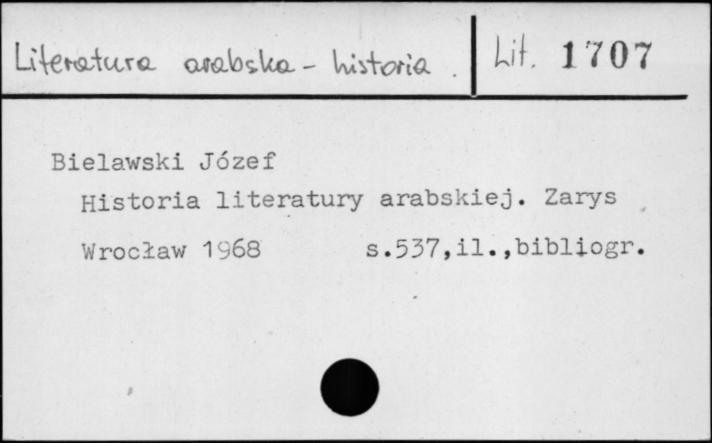 Literatura arabska - historia. Lit. 1707
Bielawski Józef
Historia literatury arabskiej. Zarys
Wrocław 1968 s.537,il.,bibliogr.